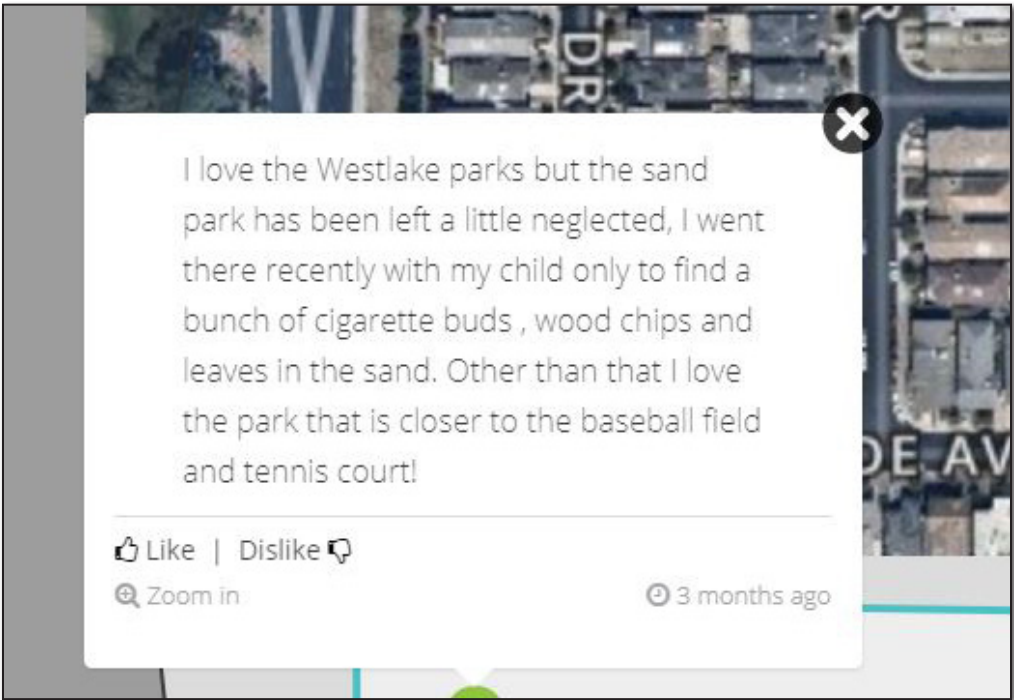 DR
I love the Westlake parks but the sand
park has been left a little neglected, I went
there recently with my child only to find a
bunch of cigarette buds , wood chips and
leaves in the sand. Other than that I love
the park that is closer to the baseball field
and tennis court!
DE AV
Like | Dislike
Zoom in
3 months ago